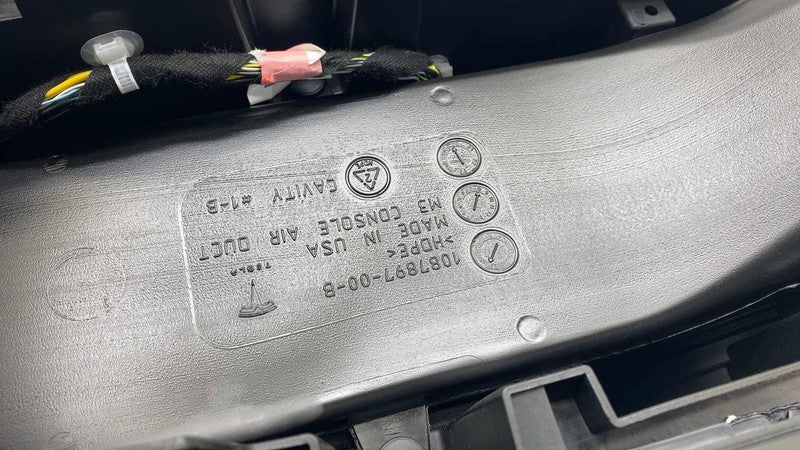 TESLA
1087897-00-B
>HDPE<
MADE IN USA
M3 CONSOLE AIR DUCT
CAVITY #1-B
2
HDPE